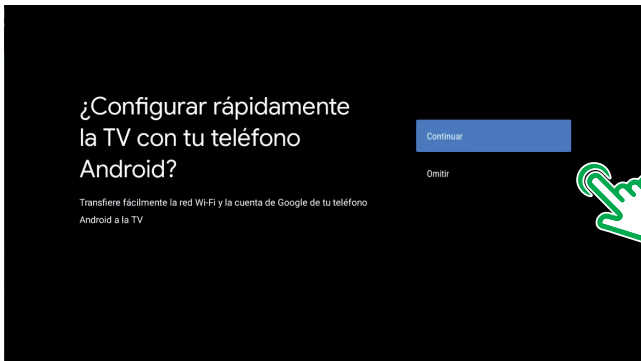 ¿Configurar rápidamente
la TV con tu teléfono
Android?
Transfiere fácilmente la red Wi-Fi y la cuenta de Google de tu teléfono
Android a la TV
Continuar
Omitir